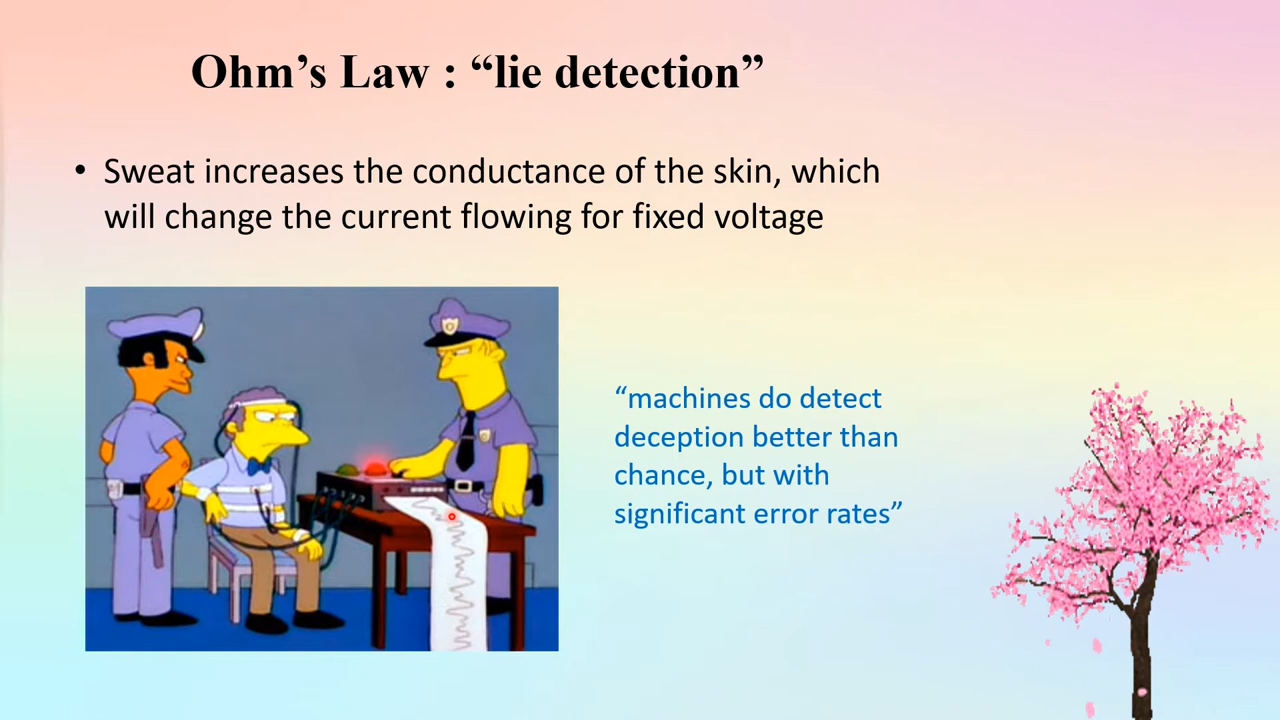 Ohm’s Law : “lie detection”
• Sweat increases the conductance of the skin, which
will change the current flowing for fixed voltage
“machines do detect
deception better than
chance, but with
significant error rates”